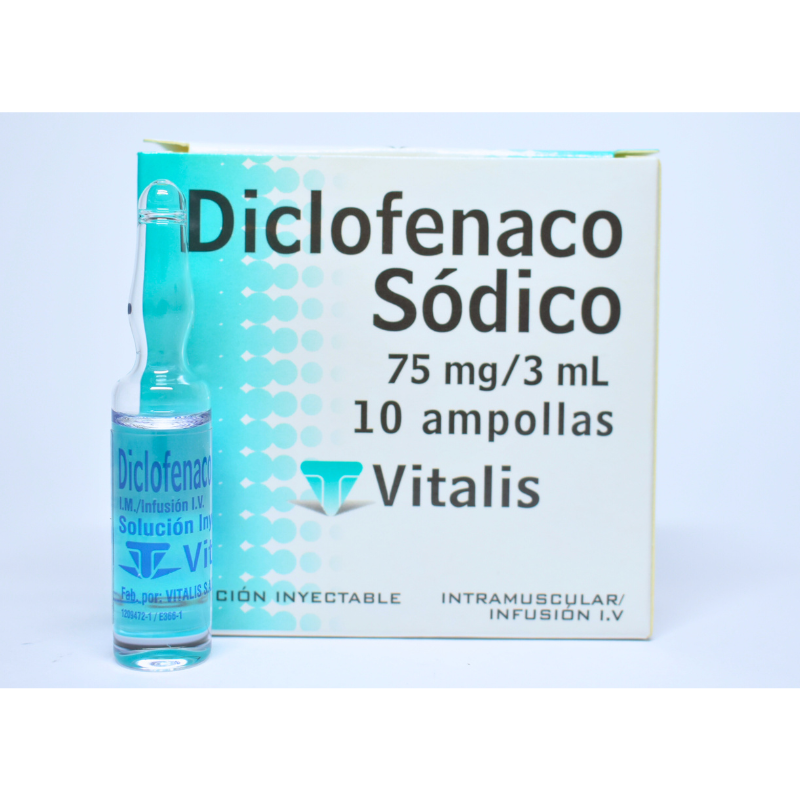 Diclofenaco
Sódico
75 mg/3 mL
10 ampollas
Vitalis
CIÓN INYECTABLE
INTRAMUSCULAR/
INFUSIÓN I.V
Diclofenaco
I.M./Infusión I.V.
Solución Iny
Vit
Fab. por: VITALIS S.A